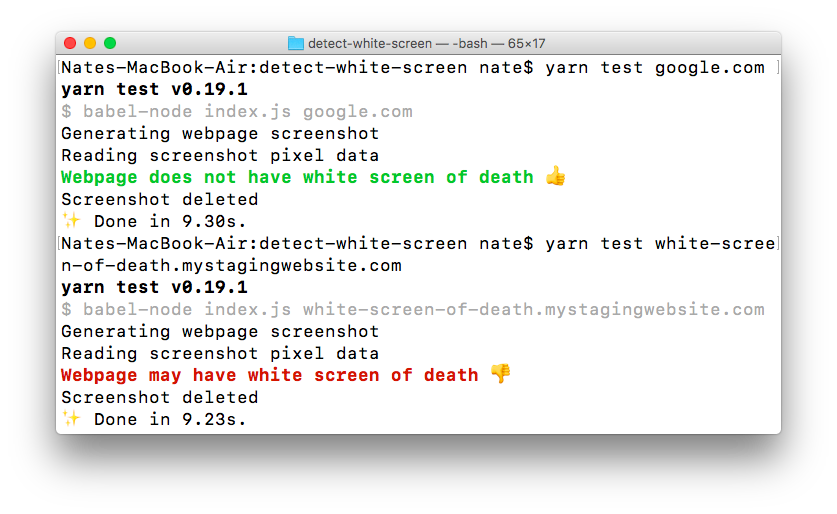 detect-white-screen — -bash — 65×17
[Nates-MacBook-Air:detect-white-screen nate$ yarn test google.com ]
yarn test v0.19.1
$ babel-node index.js google.com
Generating webpage screenshot
Reading screenshot pixel data
Webpage does not have white screen of death 👍
Screenshot deleted
✨ Done in 9.30s.
[Nates-MacBook-Air:detect-white-screen nate$ yarn test white-scree]
n-of-death.mystagingwebsite.com
yarn test v0.19.1
$ babel-node index.js white-screen-of-death.mystagingwebsite.com
Generating webpage screenshot
Reading screenshot pixel data
Webpage may have white screen of death 👎
Screenshot deleted
✨ Done in 9.23s.